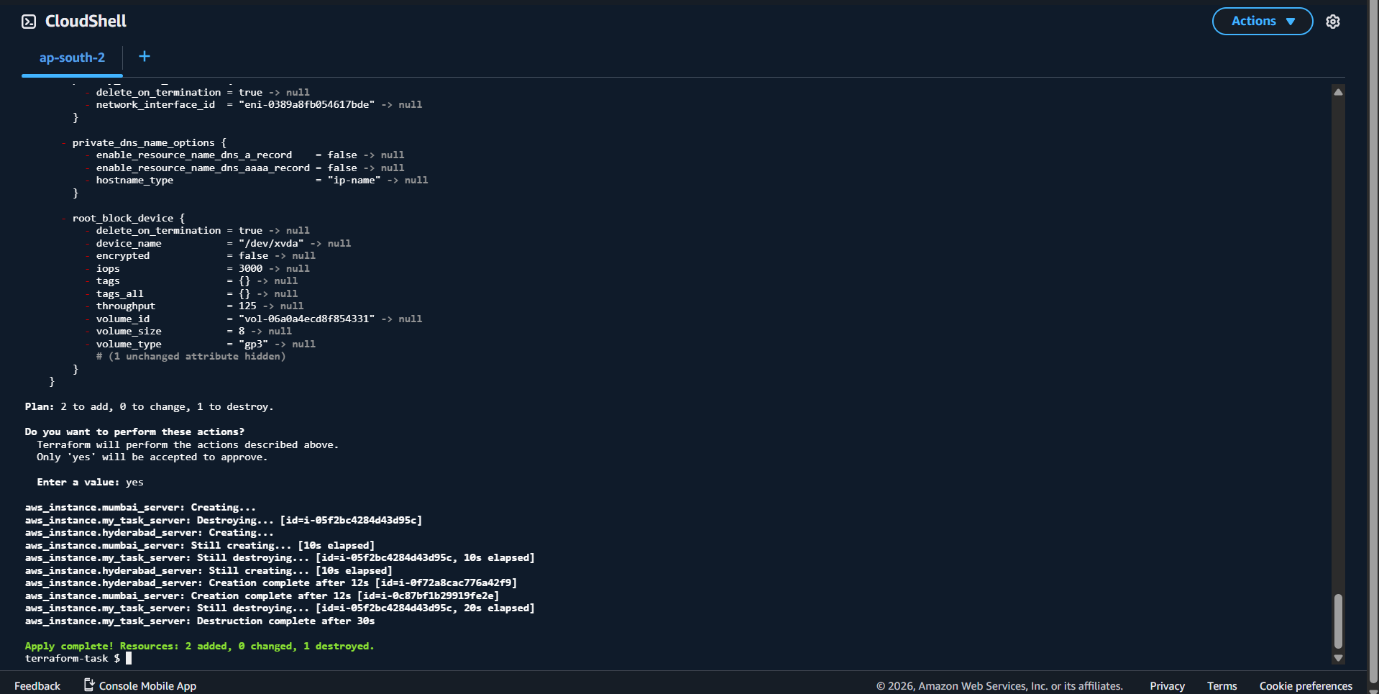 CloudShell
Actions
ap-south-2
+
- delete_on_termination = true -> null
- network_interface_id  = "eni-0389a8fb054617bde" -> null
}
- private_dns_name_options {
- enable_resource_name_dns_a_record    = false -> null
- enable_resource_name_dns_aaaa_record = false -> null
- hostname_type                        = "ip-name" -> null
}
- root_block_device {
- delete_on_termination = true -> null
- device_name           = "/dev/xvda" -> null
- encrypted             = false -> null
- iops                  = 3000 -> null
- tags                  = {} -> null
- tags_all              = {} -> null
- throughput            = 125 -> null
- volume_id             = "vol-06a0a4ecd8f854331" -> null
- volume_size           = 8 -> null
- volume_type           = "gp3" -> null
# (1 unchanged attribute hidden)
}
}
Plan: 2 to add, 0 to change, 1 to destroy.
Do you want to perform these actions?
Terraform will perform the actions described above.
Only 'yes' will be accepted to approve.
Enter a value: yes
aws_instance.mumbai_server: Creating...
aws_instance.my_task_server: Destroying... [id=i-05f2bc4284d43d95c]
aws_instance.hyderabad_server: Creating...
aws_instance.mumbai_server: Still creating... [10s elapsed]
aws_instance.my_task_server: Still destroying... [id=i-05f2bc4284d43d95c, 10s elapsed]
aws_instance.hyderabad_server: Still creating... [10s elapsed]
aws_instance.hyderabad_server: Creation complete after 12s [id=i-0f72a8cac776a42f9]
aws_instance.mumbai_server: Creation complete after 12s [id=i-0c87bf1b29919fe2e]
aws_instance.my_task_server: Still destroying... [id=i-05f2bc4284d43d95c, 20s elapsed]
aws_instance.my_task_server: Destruction complete after 30s
Apply complete! Resources: 2 added, 0 changed, 1 destroyed.
terraform-task $
Feedback Console Mobile App © 2026, Amazon Web Services, Inc. or its affiliates. Privacy Terms Cookie preferences